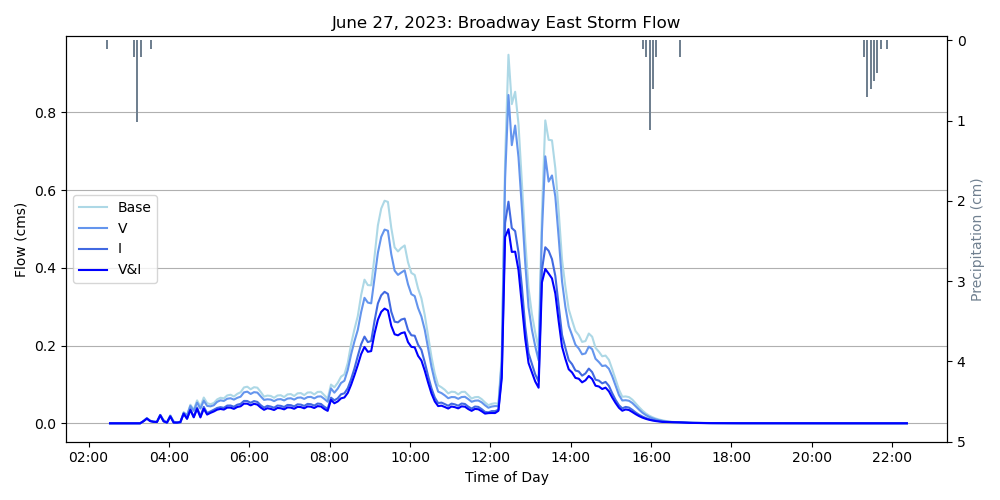 June 27, 2023: Broadway East Storm Flow
0.0
0.2
0.4
0.6
0.8
Flow (cms)
Base
V
I
V&I
0
1
2
3
4
5
Precipitation (cm)
02:00 04:00 06:00 08:00 10:00 12:00 14:00 16:00 18:00 20:00 22:00
Time of Day